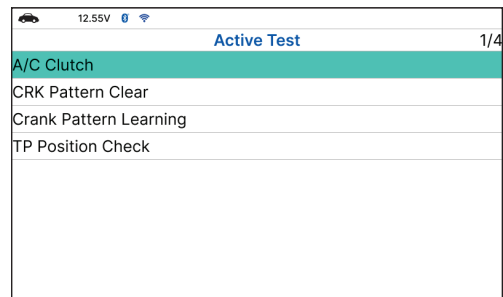 12.55V
Active Test 1/4
A/C Clutch
CRK Pattern Clear
Crank Pattern Learning
TP Position Check